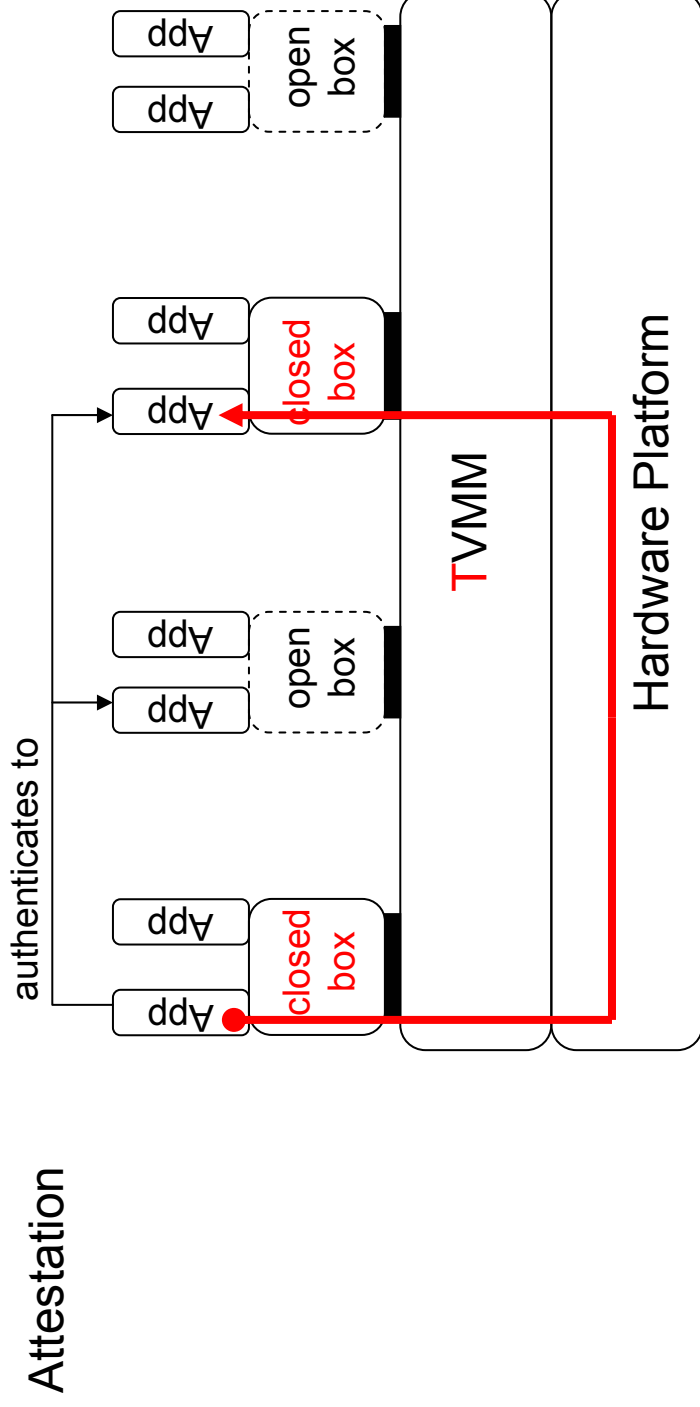 Attestation
authenticates to
App
App
App
App
App
App
App
App
closed
box
open
box
closed
box
open
box
TVMM
Hardware Platform